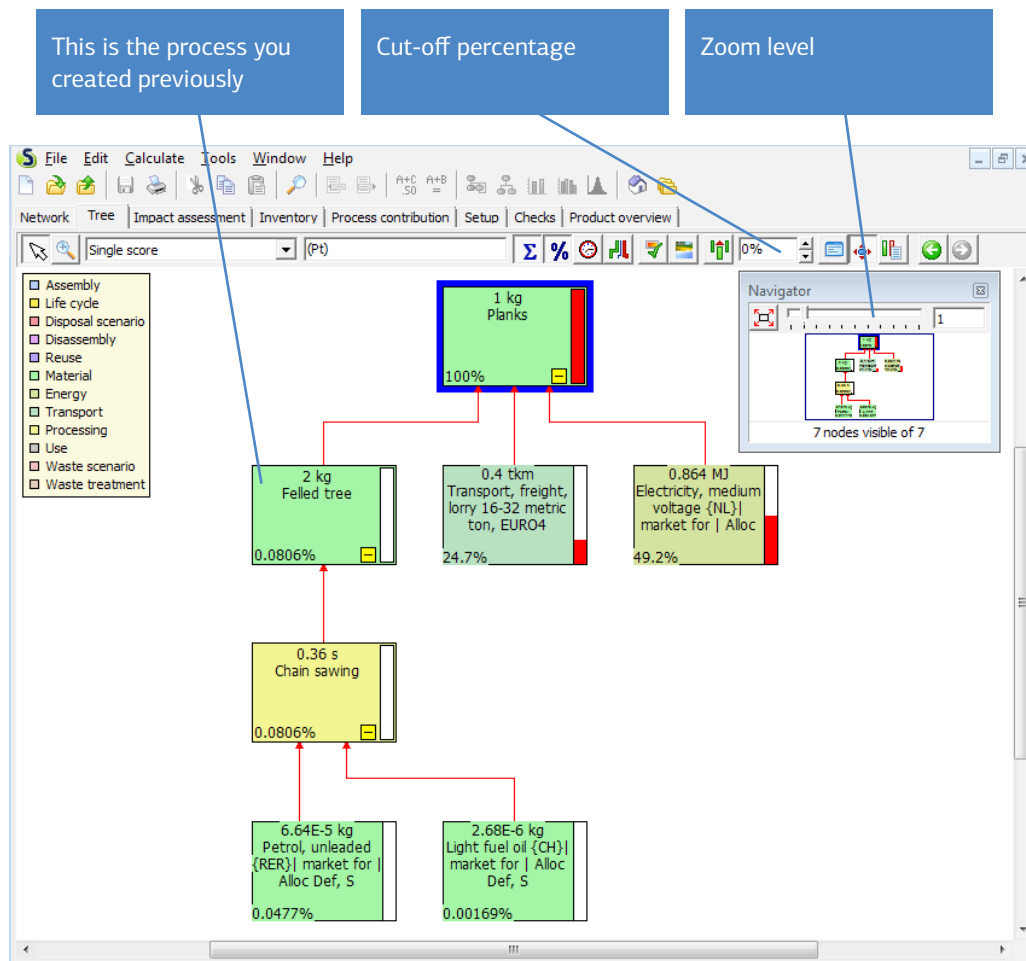 This is the process you
created previously
Cut-off percentage
Zoom level
File Edit Calculate Tools Window Help
A+C
.50
A+B
=
Network Tree Impact assessment Inventory Process contribution Setup Checks Product overview
Single score
(Pt)
Σ % 0%
Assembly
Life cycle
Disposal scenario
Disassembly
Reuse
Material
Energy
Transport
Processing
Use
Waste scenario
Waste treatment
1 kg
Planks
100%
Navigator
1
7 nodes visible of 7
2 kg
Felled tree
0.0806%
0.4 tkm
Transport, freight,
lorry 16-32 metric
ton, EURO4
24.7%
0.864 MJ
Electricity, medium
voltage {NL}|
market for | Alloc
49.2%
0.36 s
Chain sawing
0.0806%
6.64E-5 kg
Petrol, unleaded
{RER}| market for |
Alloc Def, S
0.0477%
2.68E-6 kg
Light fuel oil {CH}|
market for | Alloc
Def, S
0.00169%